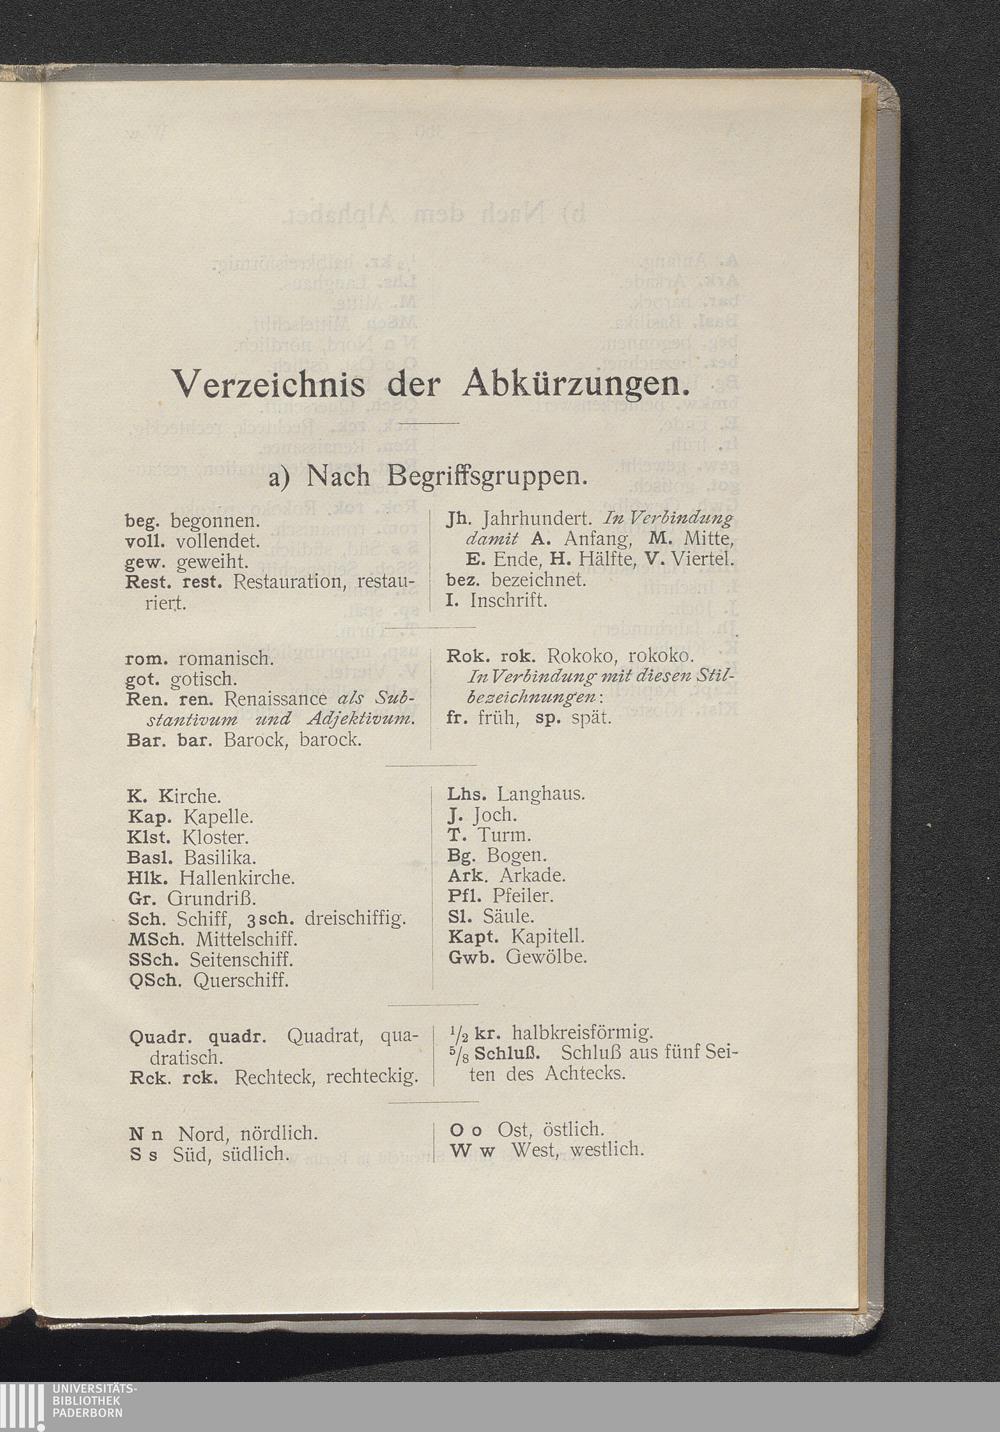 Verzeichnis der Abkürzungen.
a) Nach Begriffsgruppen.
beg. begonnen.
voll. vollendet.
gew. geweiht.
Rest. rest. Restauration, restau-
riert.
Jh. Jahrhundert. In Verbindung
damit A. Anfang, M. Mitte,
E. Ende, H. Hälfte, V. Viertel.
bez. bezeichnet.
I. Inschrift.
rom. romanisch.
got. gotisch.
Ren. ren. Renaissance als Sub-
stantivum und Adjektivum.
Bar. bar. Barock, barock.
Rok. rok. Rokoko, rokoko.
In Verbindung mit diesen Stil-
bezeichnungen:
fr. früh, sp. spät.
K. Kirche.
Kap. Kapelle.
Klst. Kloster.
Basl. Basilika.
Hlk. Hallenkirche.
Gr. Grundriß.
Sch. Schiff, 3sch. dreischiffig.
MSch. Mittelschiff.
SSch. Seitenschiff.
QSch. Querschiff.
Lhs. Langhaus.
J. Joch.
T. Turm.
Bg. Bogen.
Ark. Arkade.
Pfl. Pfeiler.
Sl. Säule.
Kapt. Kapitell.
Gwb. Gewölbe.
Quadr. quadr. Quadrat, qua-
dratisch.
Rck. rck. Rechteck, rechteckig.
1/2 kr. halbkreisförmig.
5/8 Schluß. Schluß aus fünf Sei-
ten des Achtecks.
N n Nord, nördlich.
S s Süd, südlich.
O o Ost, östlich.
W w West, westlich.
UNIVERSITÄTS-
BIBLIOTHEK
PADERBORN